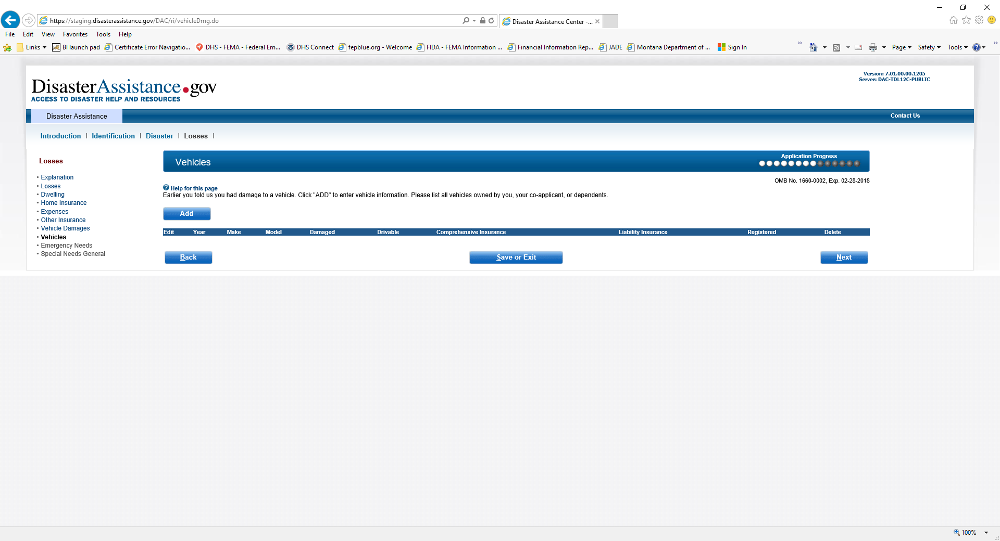 https://staging.disasterassistance.gov/DAC/ri/vehicleDmg.do
Disaster Assistance Center -...
File Edit View Favorites Tools Help
Links BI launch pad Certificate Error Navigatio... DHS - FEMA - Federal Em... DHS Connect fepblue.org - Welcome FIDA - FEMA Information ... Financial Information Rep... JADE Montana Department of ... Sign In Page Safety Tools
Version: 7.01.00.00.1205
Server: DAC-TDL12C-PUBLIC
DisasterAssistance.gov
ACCESS TO DISASTER HELP AND RESOURCES
Disaster Assistance Contact Us
Introduction | Identification | Disaster | Losses |
Losses
• Explanation
• Losses
• Dwelling
• Home Insurance
• Expenses
• Other Insurance
• Vehicle Damages
• Vehicles
• Emergency Needs
• Special Needs General
Vehicles
Application Progress
OMB No. 1660-0002, Exp. 02-28-2018
Help for this page
Earlier you told us you had damage to a vehicle. Click "ADD" to enter vehicle information. Please list all vehicles owned by you, your co-applicant, or dependents.
Add
Edit Year Make Model Damaged Drivable Comprehensive Insurance Liability Insurance Registered Delete
Back Save or Exit Next
100%